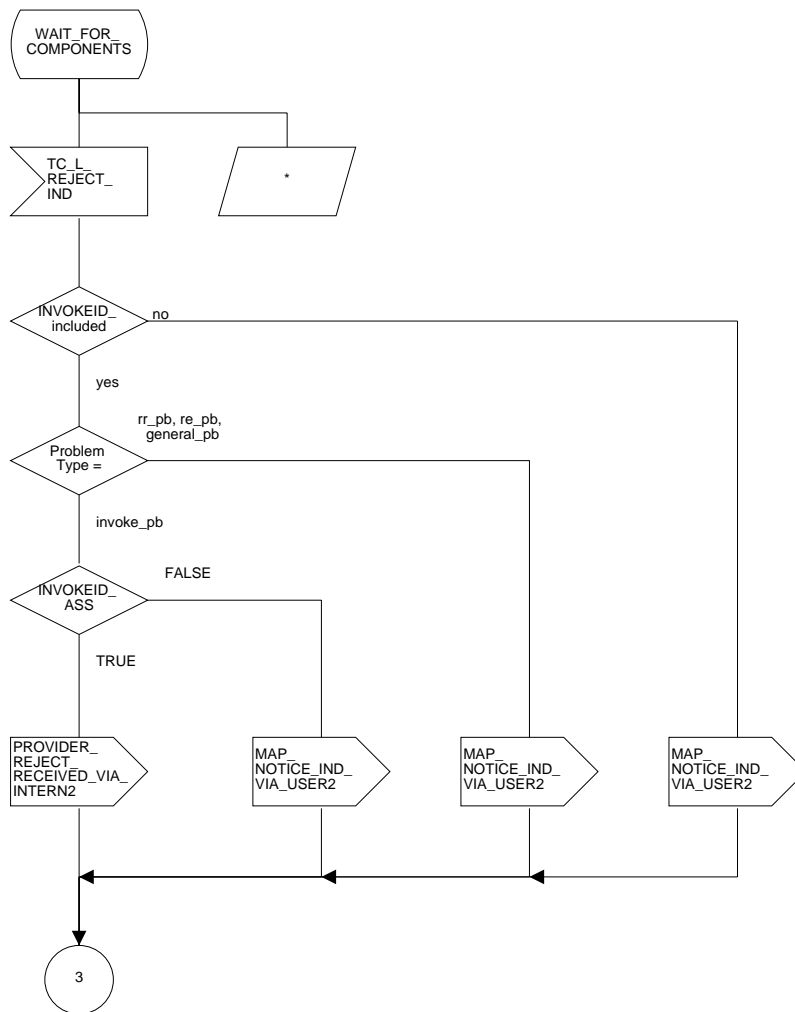 WAIT_FOR_
COMPONENTS
TC_L_
REJECT_
IND
*
INVOKEID_
included
no
yes
rr_pb, re_pb,
general_pb
Problem
Type =
invoke_pb
FALSE
INVOKEID_
ASS
TRUE
PROVIDER_
REJECT_
RECEIVED_VIA_
INTERN2
MAP_
NOTICE_IND_
VIA_USER2
MAP_
NOTICE_IND_
VIA_USER2
MAP_
NOTICE_IND_
VIA_USER2
3